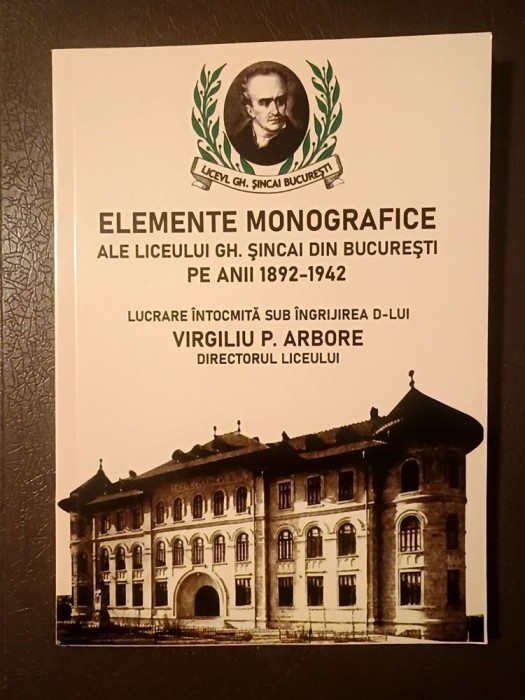 LICEVL GH. ŞINCAI BUCUREŞTI
ELEMENTE MONOGRAFICE
ALE LICEULUI GH. ŞINCAI DIN BUCUREŞTI
PE ANII 1892-1942
LUCRARE ÎNTOCMITĂ SUB ÎNGRIJIREA D-LUI
VIRGILIU P. ARBORE
DIRECTORUL LICEULUI